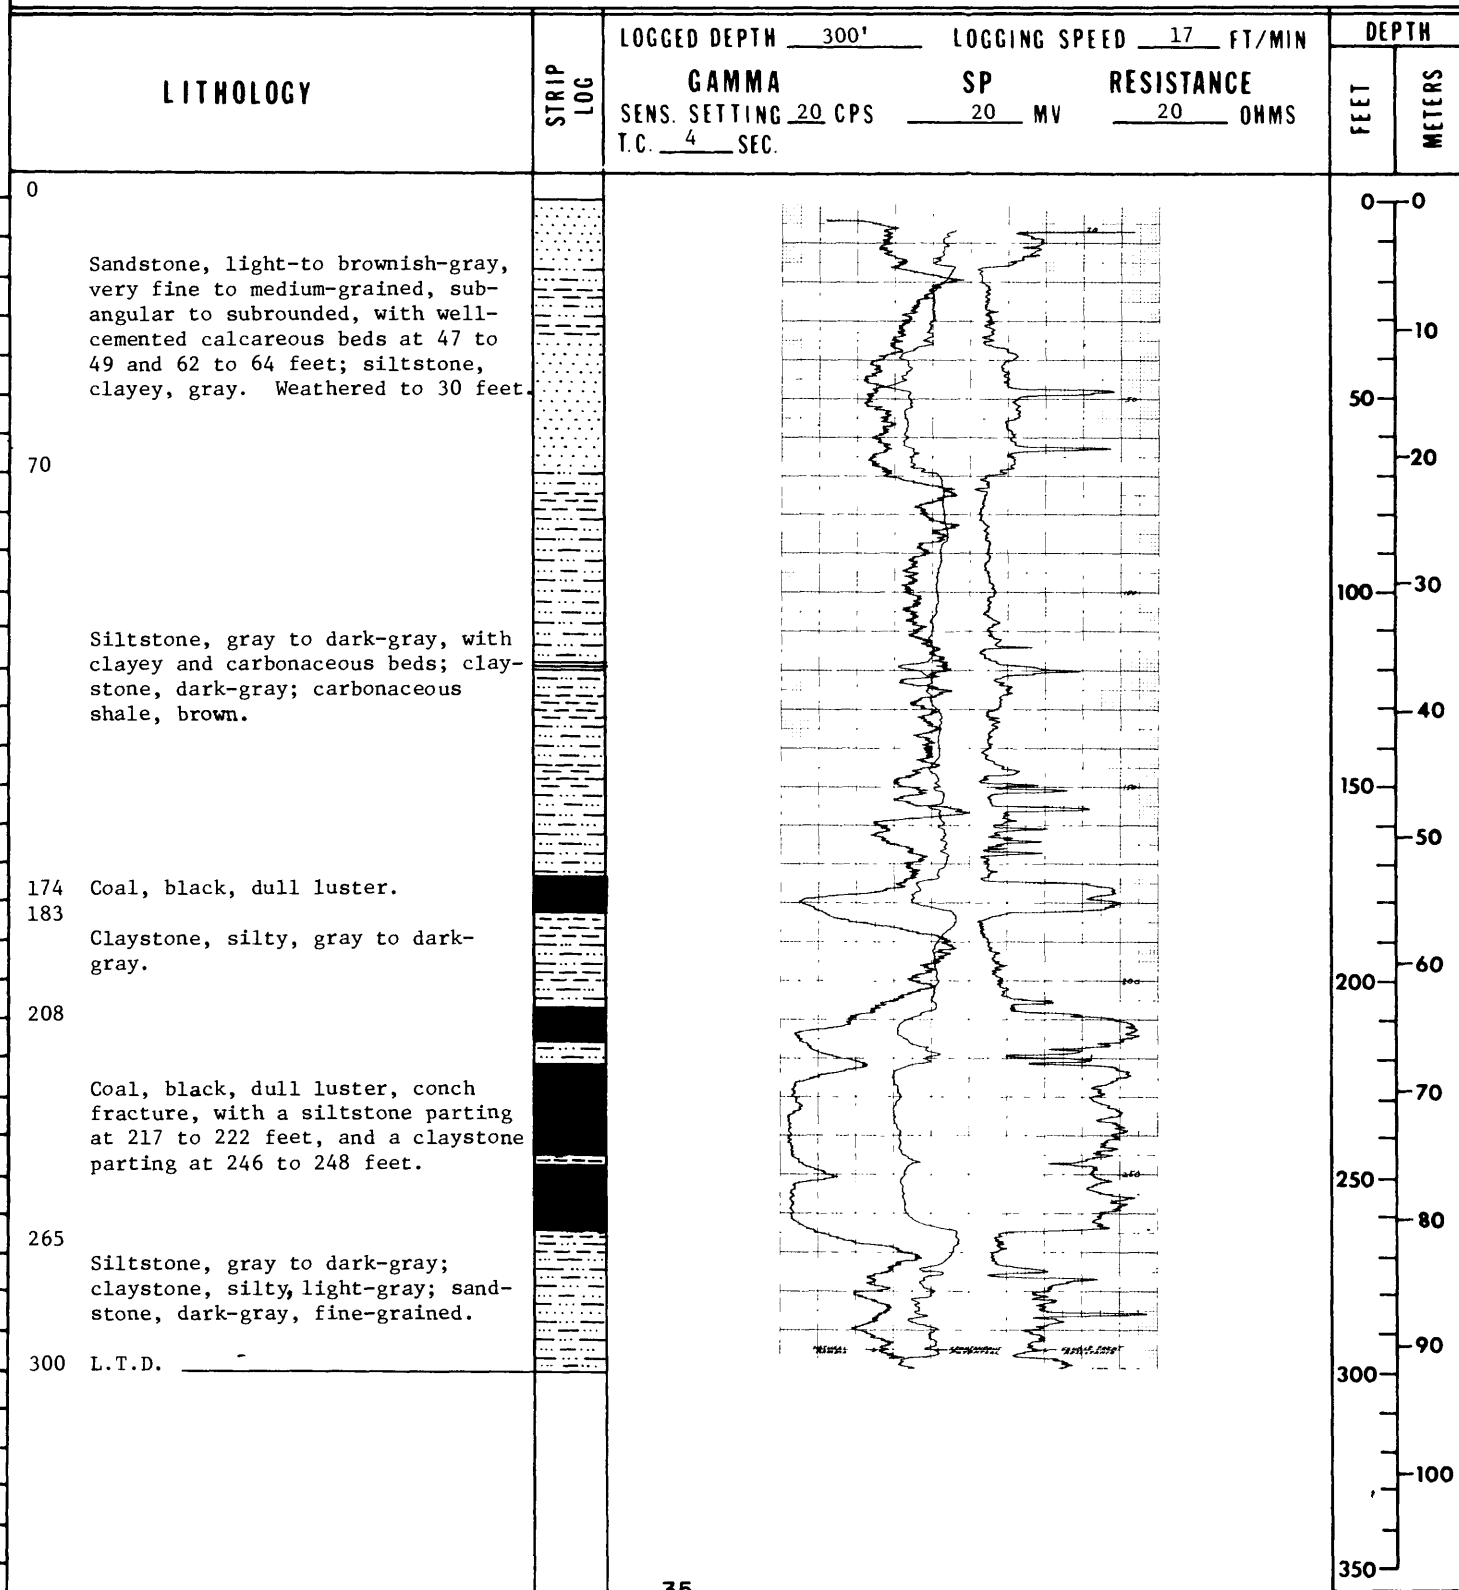 LITHOLOGY
STRIP LOG
LOGGED DEPTH 300' LOGGING SPEED 17 FT/MIN
GAMMA SP RESISTANCE
SENS. SETTING 20 CPS 20 MV 20 OHMS
T.C. 4 SEC.
DEPTH
FEET
METERS
0
Sandstone, light-to brownish-gray,
very fine to medium-grained, sub-
angular to subrounded, with well-
cemented calcareous beds at 47 to
49 and 62 to 64 feet; siltstone,
clayey, gray. Weathered to 30 feet.
70
Siltstone, gray to dark-gray, with
clayey and carbonaceous beds; clay-
stone, dark-gray; carbonaceous
shale, brown.
174 Coal, black, dull luster.
183
Claystone, silty, gray to dark-
gray.
208
Coal, black, dull luster, conch
fracture, with a siltstone parting
at 217 to 222 feet, and a claystone
parting at 246 to 248 feet.
265
Siltstone, gray to dark-gray;
claystone, silty, light-gray; sand-
stone, dark-gray, fine-grained.
300 L.T.D.
50
100
150
200
250
0
50
100
150
200
250
300
350
0
10
20
30
40
50
60
70
80
90
100
35